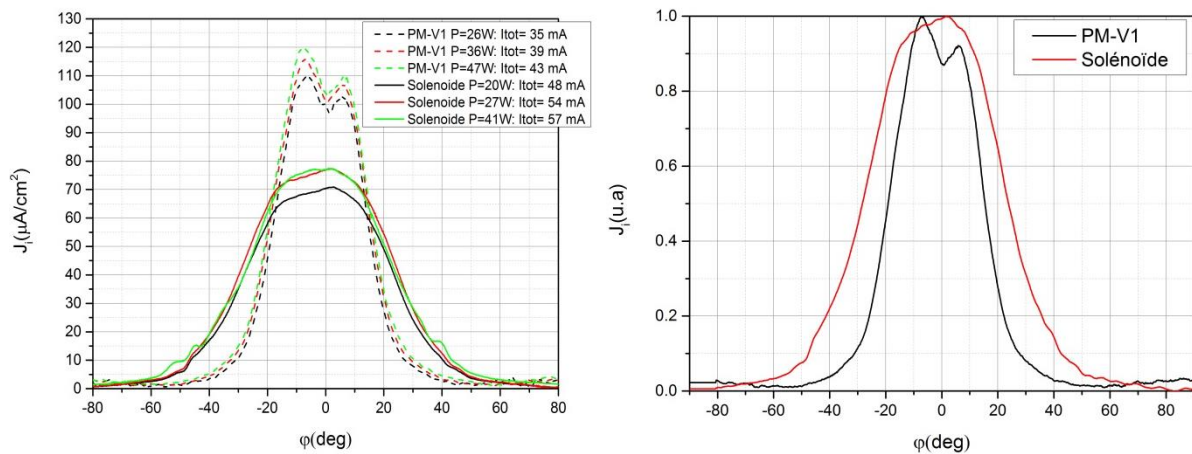 130
120
110
100
90
80
70
60
50
40
30
20
10
0
J_i(μA/cm2)
PM-V1 P=26W: Itot= 35 mA
PM-V1 P=36W: Itot= 39 mA
PM-V1 P=47W: Itot= 43 mA
Solenoide P=20W: Itot= 48 mA
Solenoide P=27W: Itot= 54 mA
Solenoide P=41W: Itot= 57 mA
-80 -60 -40 -20 0 20 40 60 80
φ(deg)
1.0
0.8
0.6
0.4
0.2
0.0
J_i(u.a)
PM-V1
Solénoïde
-80 -60 -40 -20 0 20 40 60 80
φ(deg)